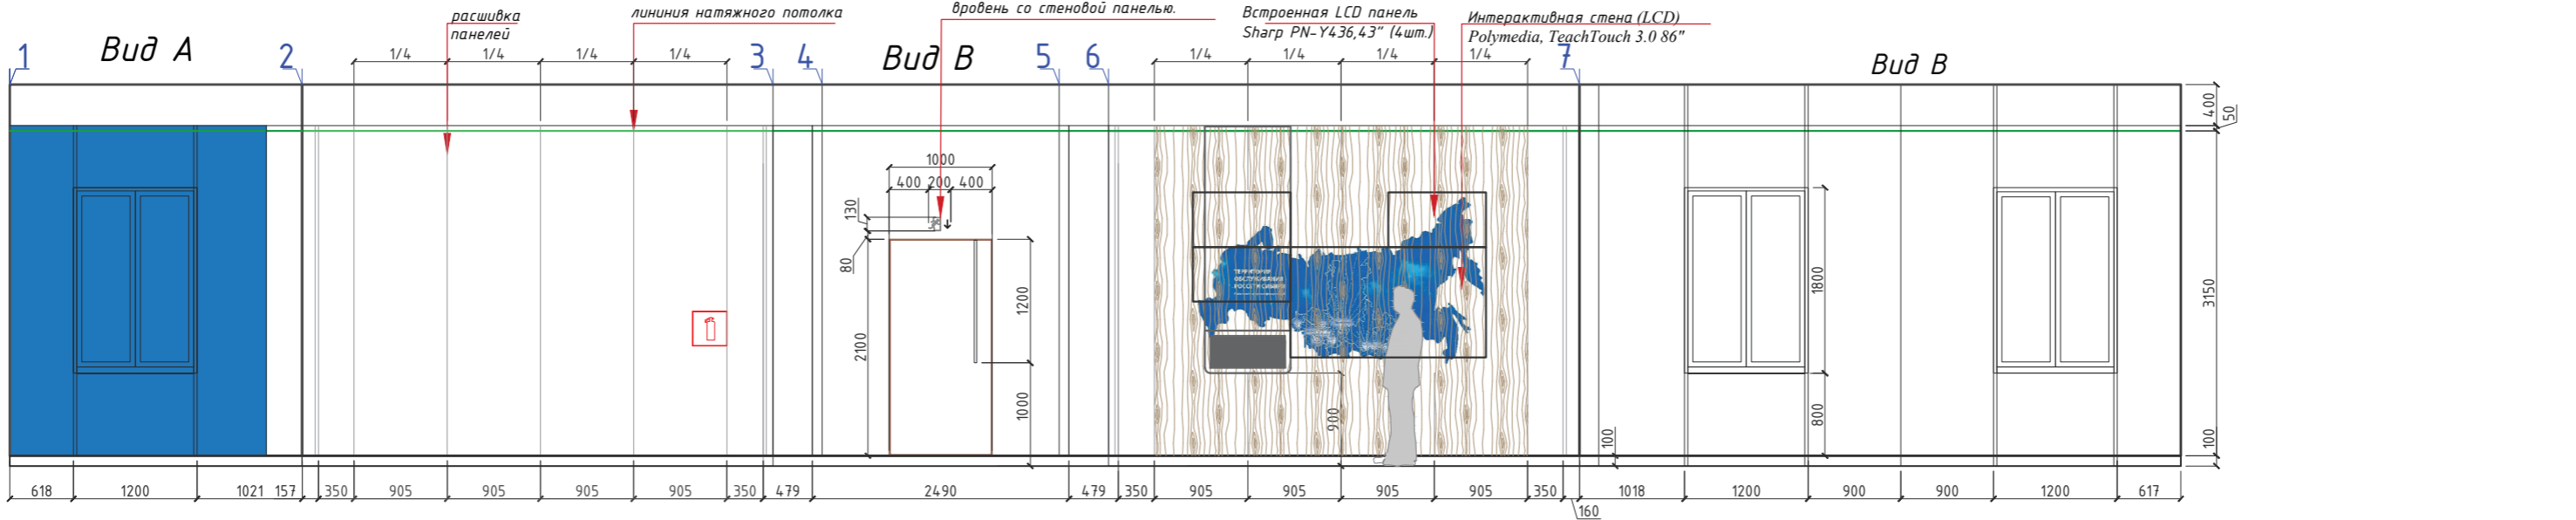 расшивка
панелей
лининия натяжного потолка
вровень со стеновой панелью.
Встроенная LCD панель
Sharp PN-Y436,43" (4шт.)
Интерактивная стена (LCD)
Polymedia, TeachTouch 3.0 86"
1 Вид А 2 3 4 Вид В 5 6 7 Вид В
1/4 1/4 1/4 1/4 1/4 1/4 1/4 1/4
400
50
1000
400 200 400
130
80
2100
1200
1000
ТЕРРИТОРИЯ
ОБСЛУЖИВАНИЯ
РОССЕТИ СИБИРЬ
900
1800
800
100
3150
100
618 1200 1021 157 350 905 905 905 905 350 479 2490 479 350 905 905 905 905 350 160 1018 1200 900 900 1200 617